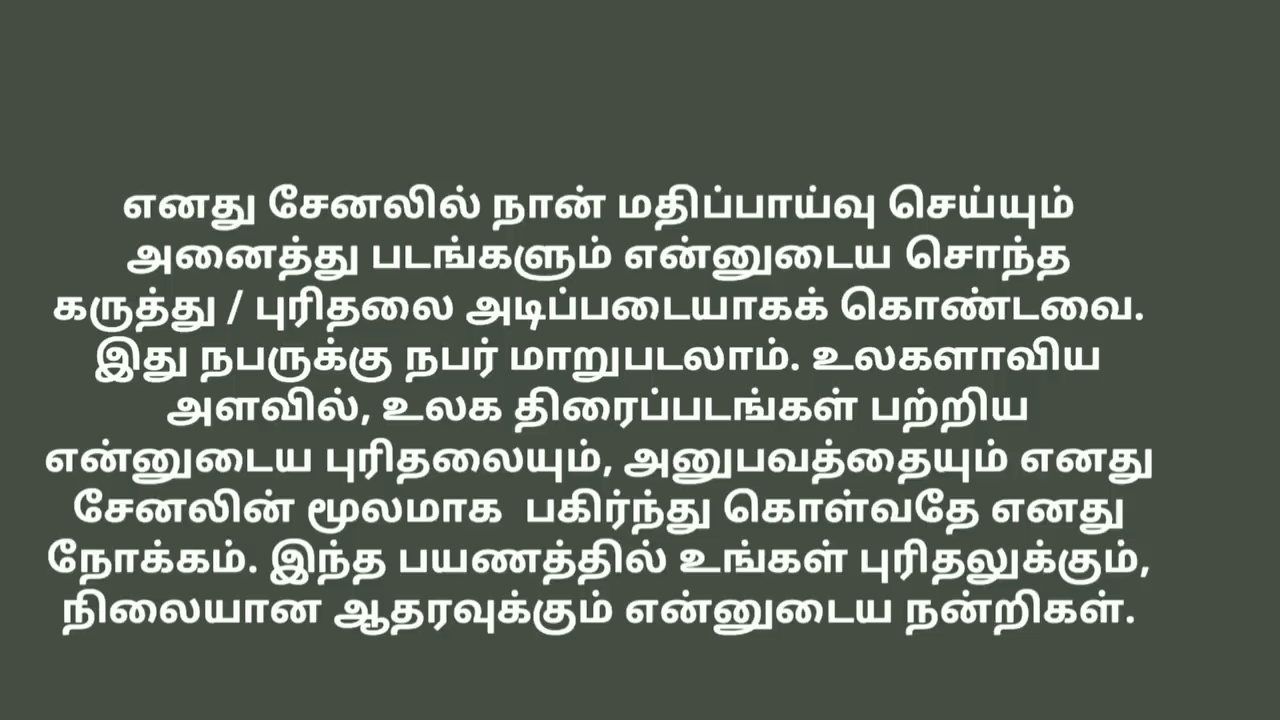 எனது சேனலில் நான் மதிப்பாய்வு செய்யும்
அனைத்து படங்களும் என்னுடைய சொந்த
கருத்து / புரிதலை அடிப்படையாகக் கொண்டவை.
இது நபருக்கு நபர் மாறுபடலாம். உலகளாவிய
அளவில், உலக திரைப்படங்கள் பற்றிய
என்னுடைய புரிதலையும், அனுபவத்தையும் எனது
சேனலின் மூலமாக  பகிர்ந்து கொள்வதே எனது
நோக்கம். இந்த பயணத்தில் உங்கள் புரிதலுக்கும்,
நிலையான ஆதரவுக்கும் என்னுடைய நன்றிகள்.